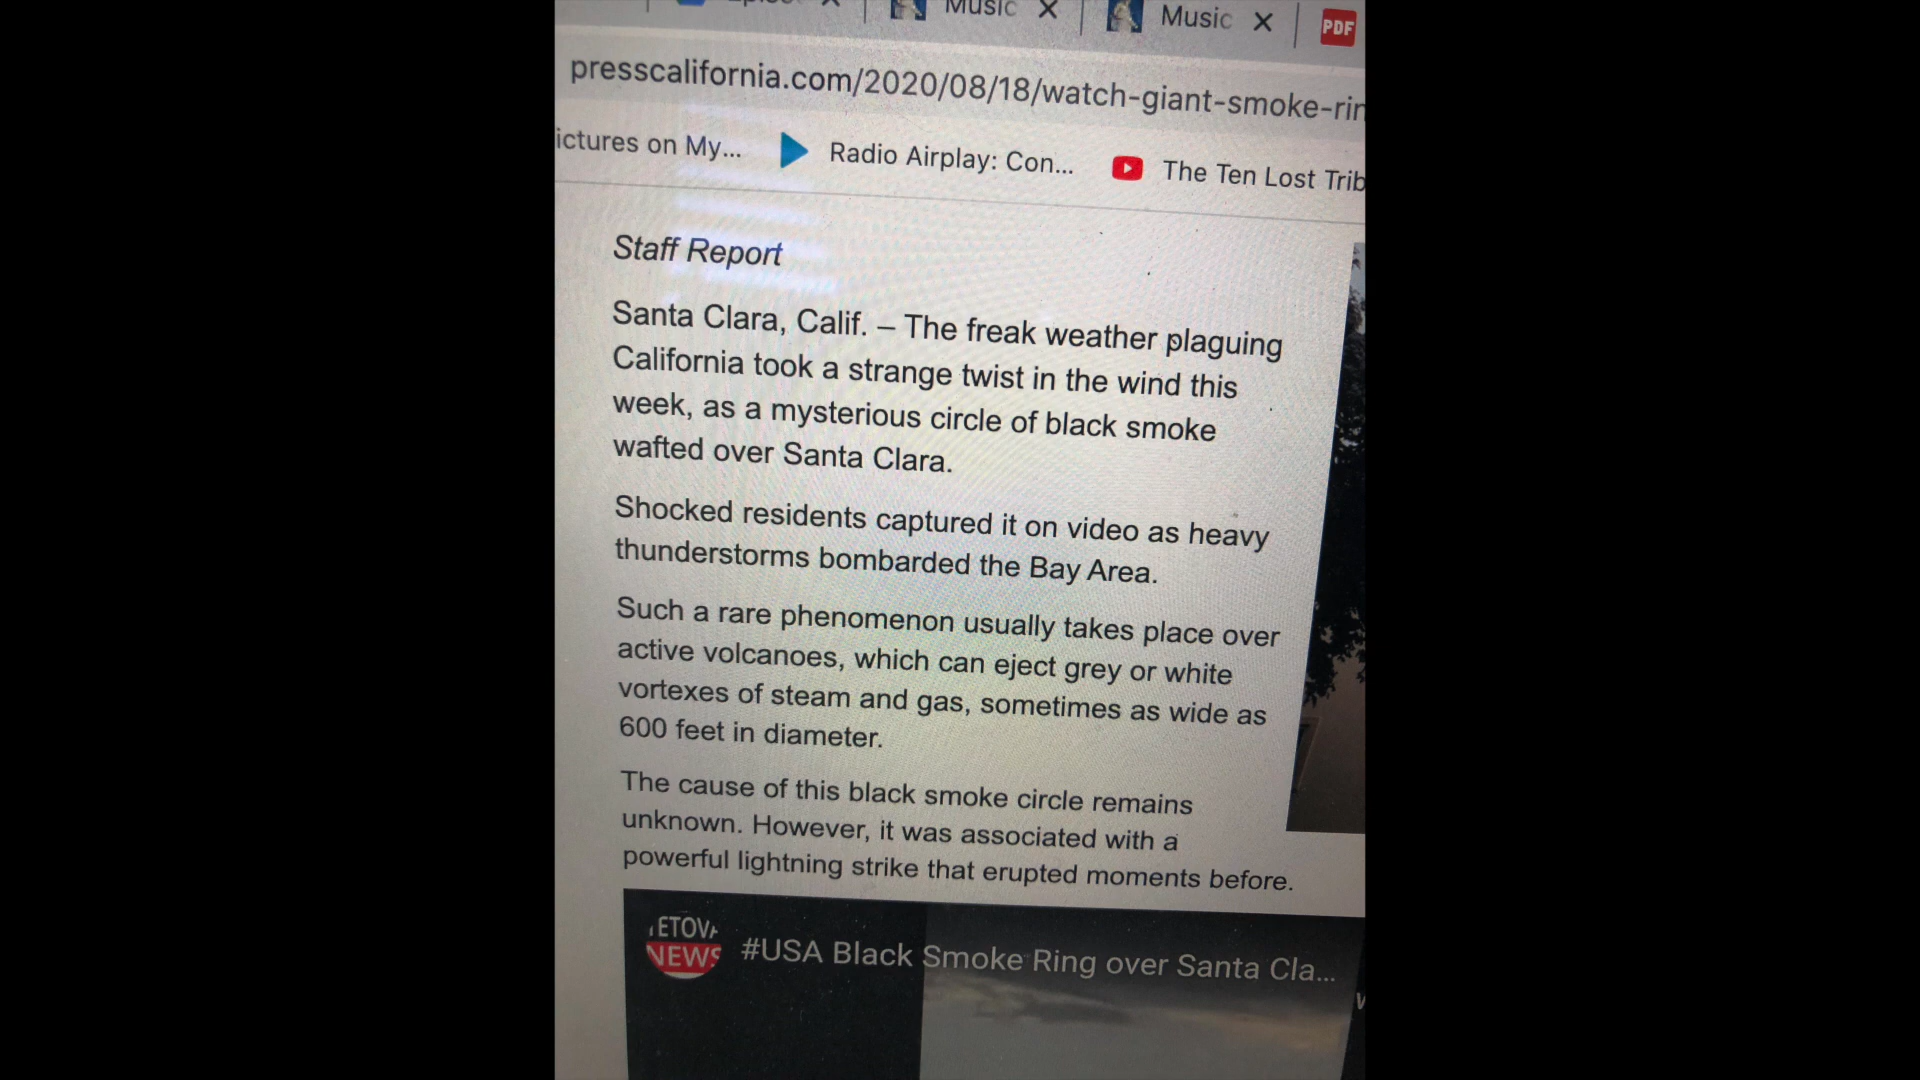 Music
Music
PDF
presscalifornia.com/2020/08/18/watch-giant-smoke-rin
ictures on My...
Radio Airplay: Con...
The Ten Lost Trib
Staff Report
Santa Clara, Calif. – The freak weather plaguing
California took a strange twist in the wind this
week, as a mysterious circle of black smoke
wafted over Santa Clara.
Shocked residents captured it on video as heavy
thunderstorms bombarded the Bay Area.
Such a rare phenomenon usually takes place over
active volcanoes, which can eject grey or white
vortexes of steam and gas, sometimes as wide as
600 feet in diameter.
The cause of this black smoke circle remains
unknown. However, it was associated with a
powerful lightning strike that erupted moments before.
ETOVA
NEWS
#USA Black Smoke Ring over Santa Cla...